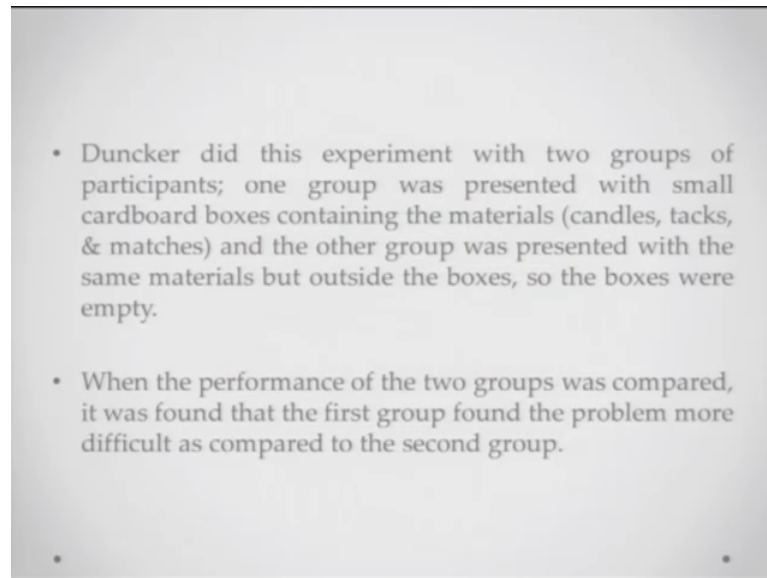 • Duncker did this experiment with two groups of
participants; one group was presented with small
cardboard boxes containing the materials (candles, tacks,
& matches) and the other group was presented with the
same materials but outside the boxes, so the boxes were
empty.
• When the performance of the two groups was compared,
it was found that the first group found the problem more
difficult as compared to the second group.